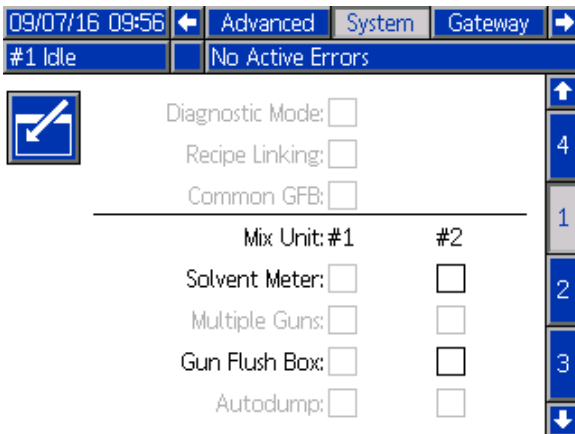 09/07/16 09:56 Advanced System Gateway
#1 Idle No Active Errors
Diagnostic Mode:
4
Recipe Linking:
Common GFB:
1
Mix Unit: #1 #2
Solvent Meter:
2
Multiple Guns:
Gun Flush Box:
3
Autodump: